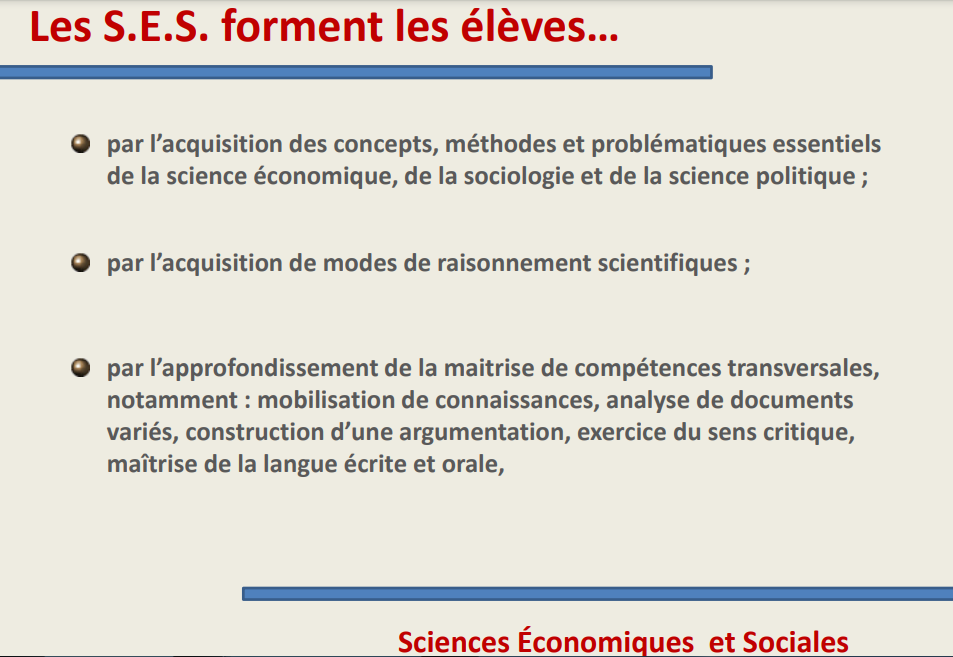 Les S.E.S. forment les élèves...
par l’acquisition des concepts, méthodes et problématiques essentiels
de la science économique, de la sociologie et de la science politique ;
par l’acquisition de modes de raisonnement scientifiques ;
par l’approfondissement de la maitrise de compétences transversales,
notamment : mobilisation de connaissances, analyse de documents
variés, construction d’une argumentation, exercice du sens critique,
maîtrise de la langue écrite et orale,
Sciences Économiques et Sociales